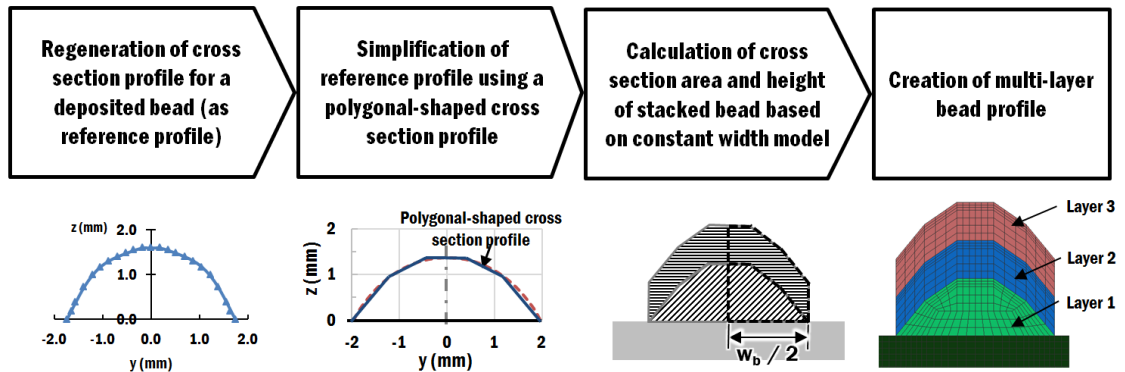 Regeneration of cross
section profile for a
deposited bead (as
reference profile)
Simplification of
reference profile using a
polygonal-shaped cross
section profile
Calculation of cross
section area and height
of stacked bead based
on constant width model
Creation of multi-layer
bead profile
z (mm)
2.0
1.0
0.0
-2.0 -1.0 0.0 1.0 2.0
y (mm)
Polygonal-shaped cross
section profile
z (mm)
2
1
0
-2 -1 0 1 2
y (mm)
wb / 2
Layer 3
Layer 2
Layer 1